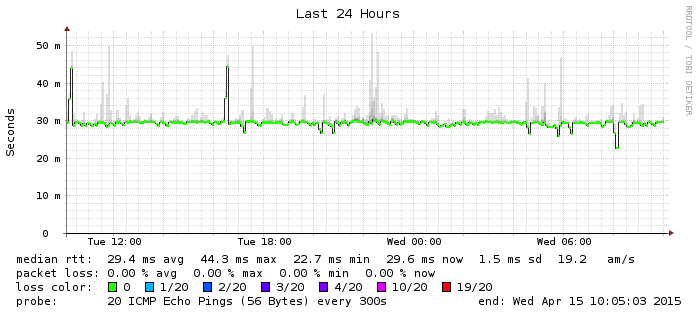 Last 24 Hours
RRDTOOL / TOBI OETIKER
Seconds
50 m
40 m
30 m
20 m
10 m
0
Tue 12:00 Tue 18:00 Wed 00:00 Wed 06:00
median rtt: 29.4 ms avg 44.3 ms max 22.7 ms min 29.6 ms now 1.5 ms sd 19.2 am/s
packet loss: 0.00 % avg 0.00 % max 0.00 % min 0.00 % now
loss color: 0 1/20 2/20 3/20 4/20 10/20 19/20
probe: 20 ICMP Echo Pings (56 Bytes) every 300s end: Wed Apr 15 10:05:03 2015